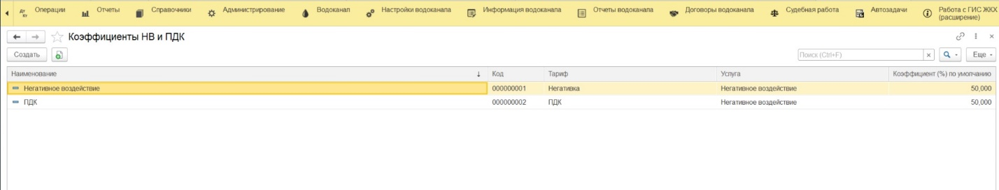 Дт Кт Операции Отчеты Справочники Администрирование Водоканал Настройки водоканала Информация водоканала Отчеты водоканала Договоры водоканала Судебная работа Автозадачи Работа с ГИС ЖКХ
(расширение)
Коэффициенты НВ и ПДК
Создать Поиск (Ctrl+F) × Еще
Наименование ↓ Код Тариф Услуга Коэффициент (%) по умолчанию
Негативное воздействие 000000001 Негативка Негативное воздействие 50,000
ПДК 000000002 ПДК Негативное воздействие 50,000